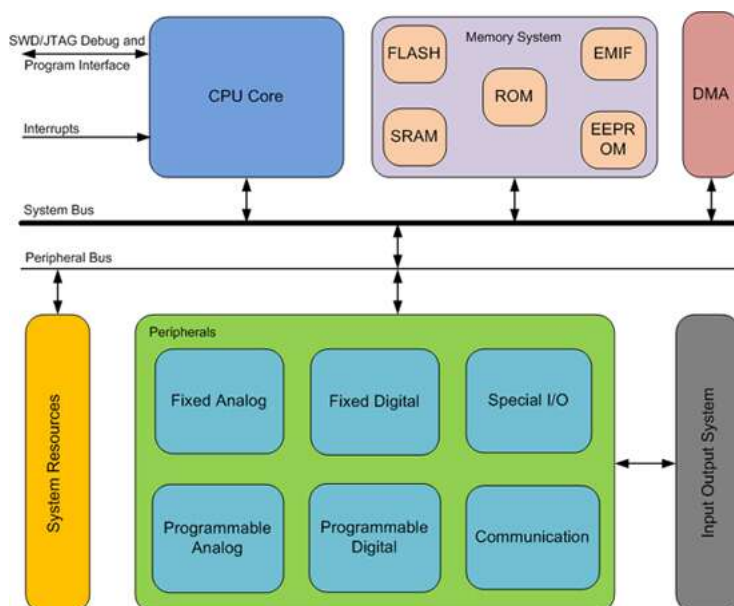 SWD/JTAG Debug and
Program Interface
Interrupts
CPU Core
Memory System
FLASH
EMIF
ROM
SRAM
EEPR
OM
DMA
System Bus
Peripheral Bus
System Resources
Peripherals
Fixed Analog
Fixed Digital
Special I/O
Programmable
Analog
Programmable
Digital
Communication
Input Output System